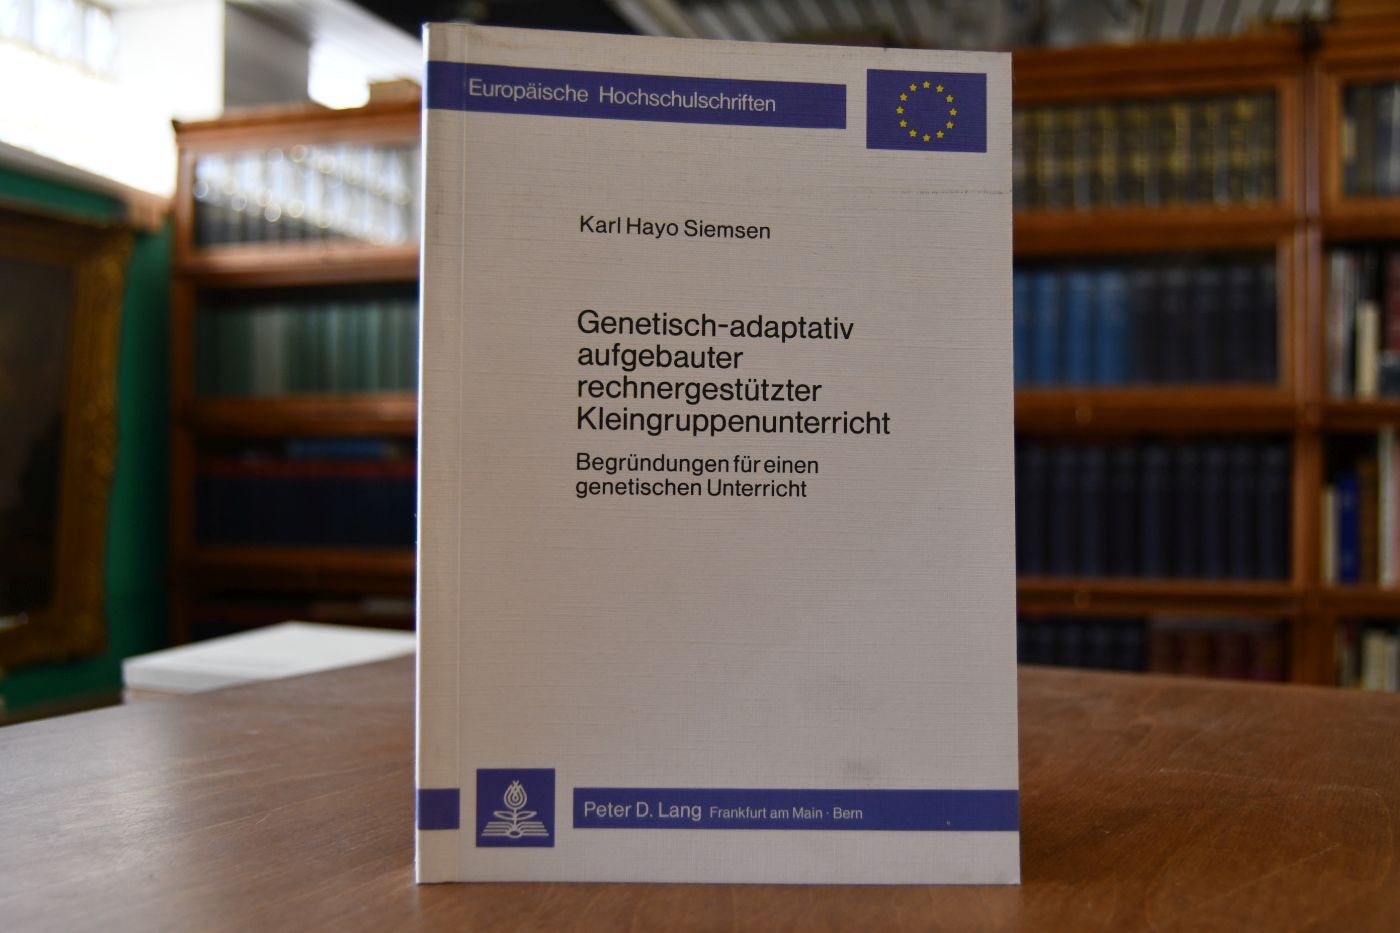 Europäische Hochschulschriften
Karl Hayo Siemsen
Genetisch-adaptativ
aufgebauter
rechnergestützter
Kleingruppenunterricht
Begründungen für einen
genetischen Unterricht
Peter D. Lang Frankfurt am Main · Bern